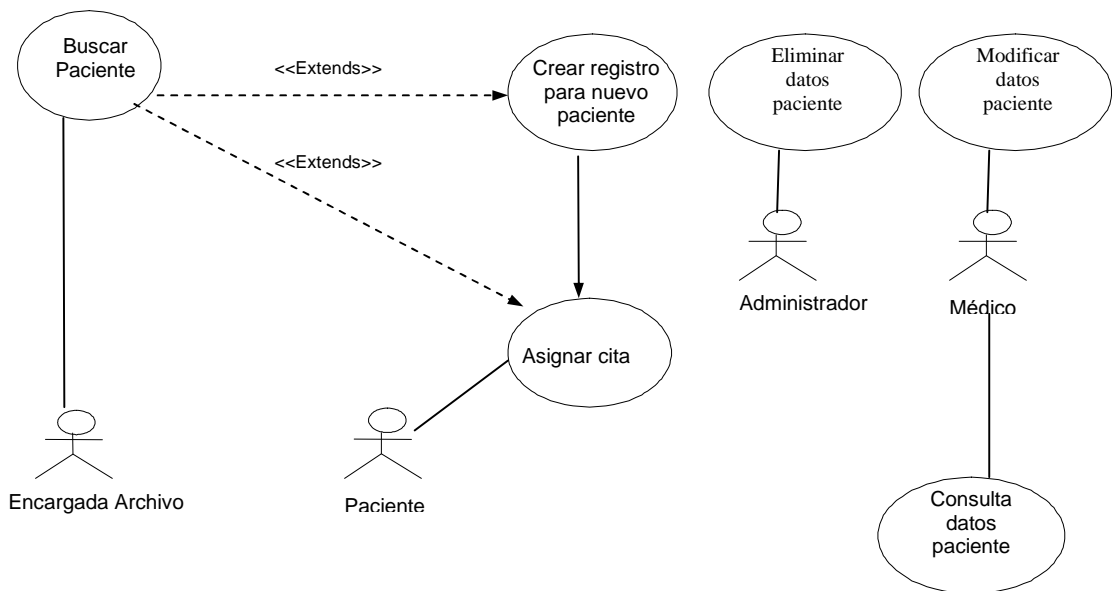 Buscar
Paciente
<<Extends>>
Crear registro
para nuevo
paciente
Eliminar
datos
paciente
Modificar
datos
paciente
<<Extends>>
Administrador
Médico
Asignar cita
Encargada Archivo
Paciente
Consulta
datos
paciente